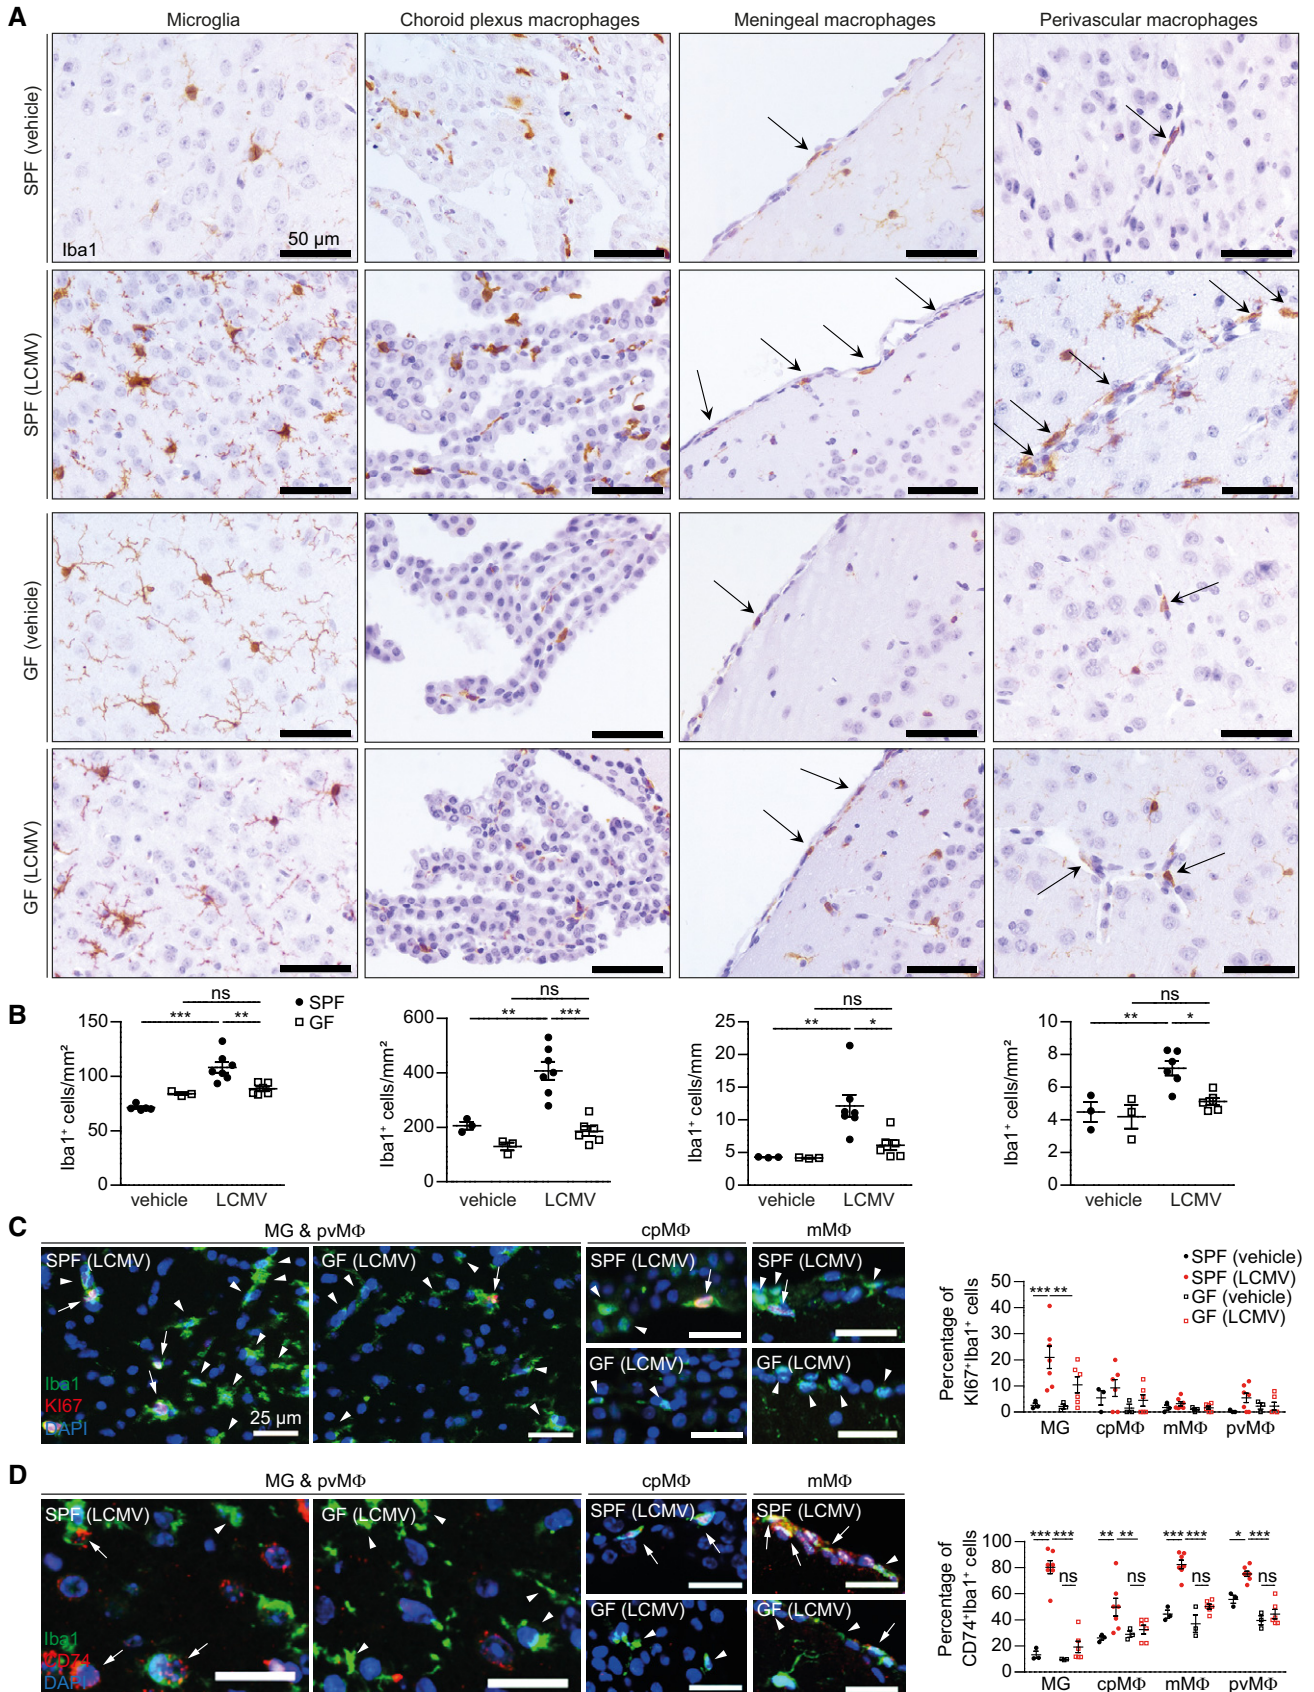 A
Microglia
Choroid plexus macrophages
Meningeal macrophages
Perivascular macrophages
SPF (vehicle)
Iba1
50 µm
SPF (LCMV)
GF (vehicle)
GF (LCMV)
B
Iba1⁺ cells/mm²
150
100
50
0
*** ** ns
vehicle LCMV
SPF
GF
Iba1⁺ cells/mm²
600
400
200
0
** *** ns
vehicle LCMV
Iba1⁺ cells/mm
25
20
15
10
5
0
** * ns
vehicle LCMV
Iba1⁺ cells/mm²
10
8
6
4
2
0
** * ns
vehicle LCMV
C
MG & pvMΦ
cpMΦ
mMΦ
SPF (LCMV)
GF (LCMV)
SPF (LCMV)
SPF (LCMV)
GF (LCMV)
GF (LCMV)
Iba1
KI67
DAPI
25 µm
Percentage of
KI67⁺Iba1⁺ cells
50
40
30
20
10
0
*** **
MG cpMΦ mMΦ pvMΦ
SPF (vehicle)
SPF (LCMV)
GF (vehicle)
GF (LCMV)
D
MG & pvMΦ
cpMΦ
mMΦ
SPF (LCMV)
GF (LCMV)
SPF (LCMV)
SPF (LCMV)
GF (LCMV)
GF (LCMV)
Iba1
CD74
DAPI
Percentage of
CD74⁺Iba1⁺ cells
100
80
60
40
20
0
*** *** ** ** *** *** * ***
ns ns ns ns
MG cpMΦ mMΦ pvMΦ